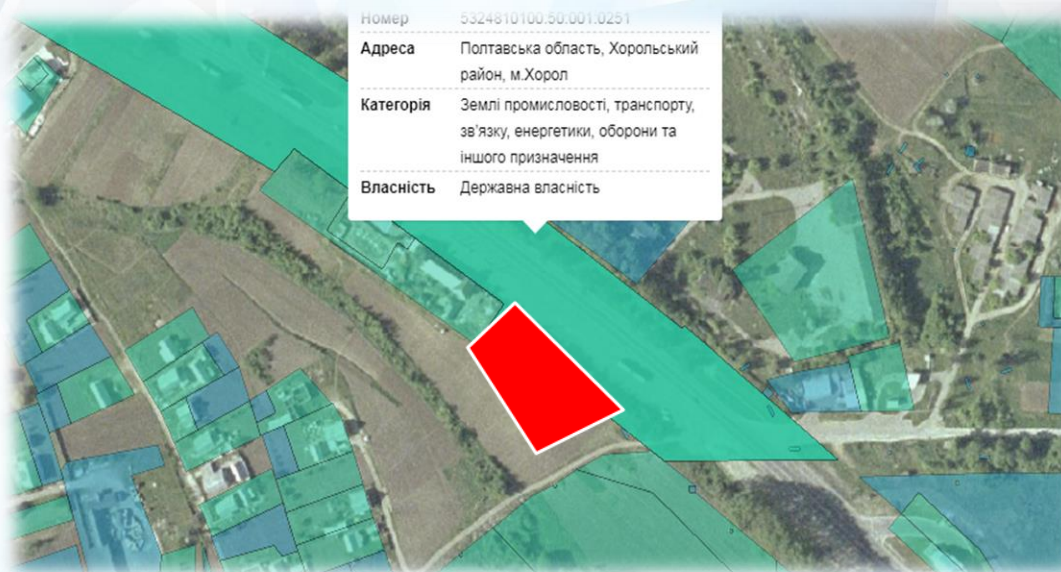 Номер 5324810100:50:001:0251
Адреса Полтавська область, Хорольський
район, м.Хорол
Категорія Землі промисловості, транспорту,
зв'язку, енергетики, оборони та
іншого призначення
Власність Державна власність